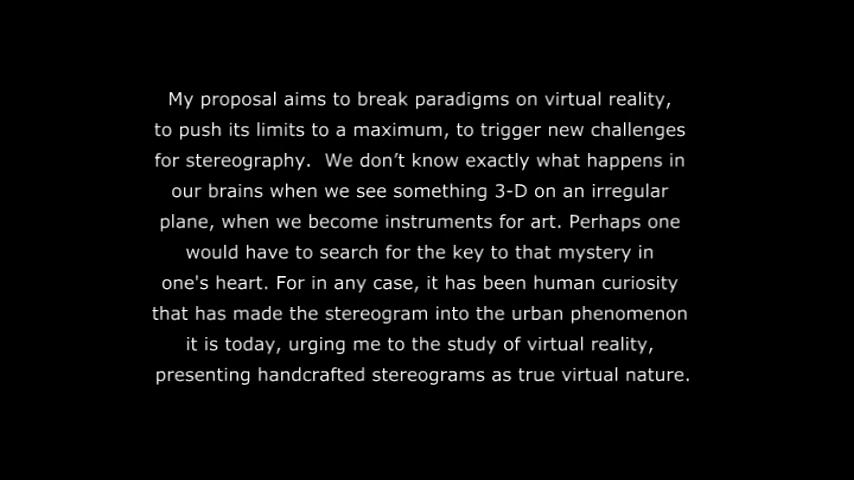 My proposal aims to break paradigms on virtual reality,
to push its limits to a maximum, to trigger new challenges
for stereography.  We don’t know exactly what happens in
our brains when we see something 3-D on an irregular
plane, when we become instruments for art. Perhaps one
would have to search for the key to that mystery in
one's heart. For in any case, it has been human curiosity
that has made the stereogram into the urban phenomenon
it is today, urging me to the study of virtual reality,
presenting handcrafted stereograms as true virtual nature.